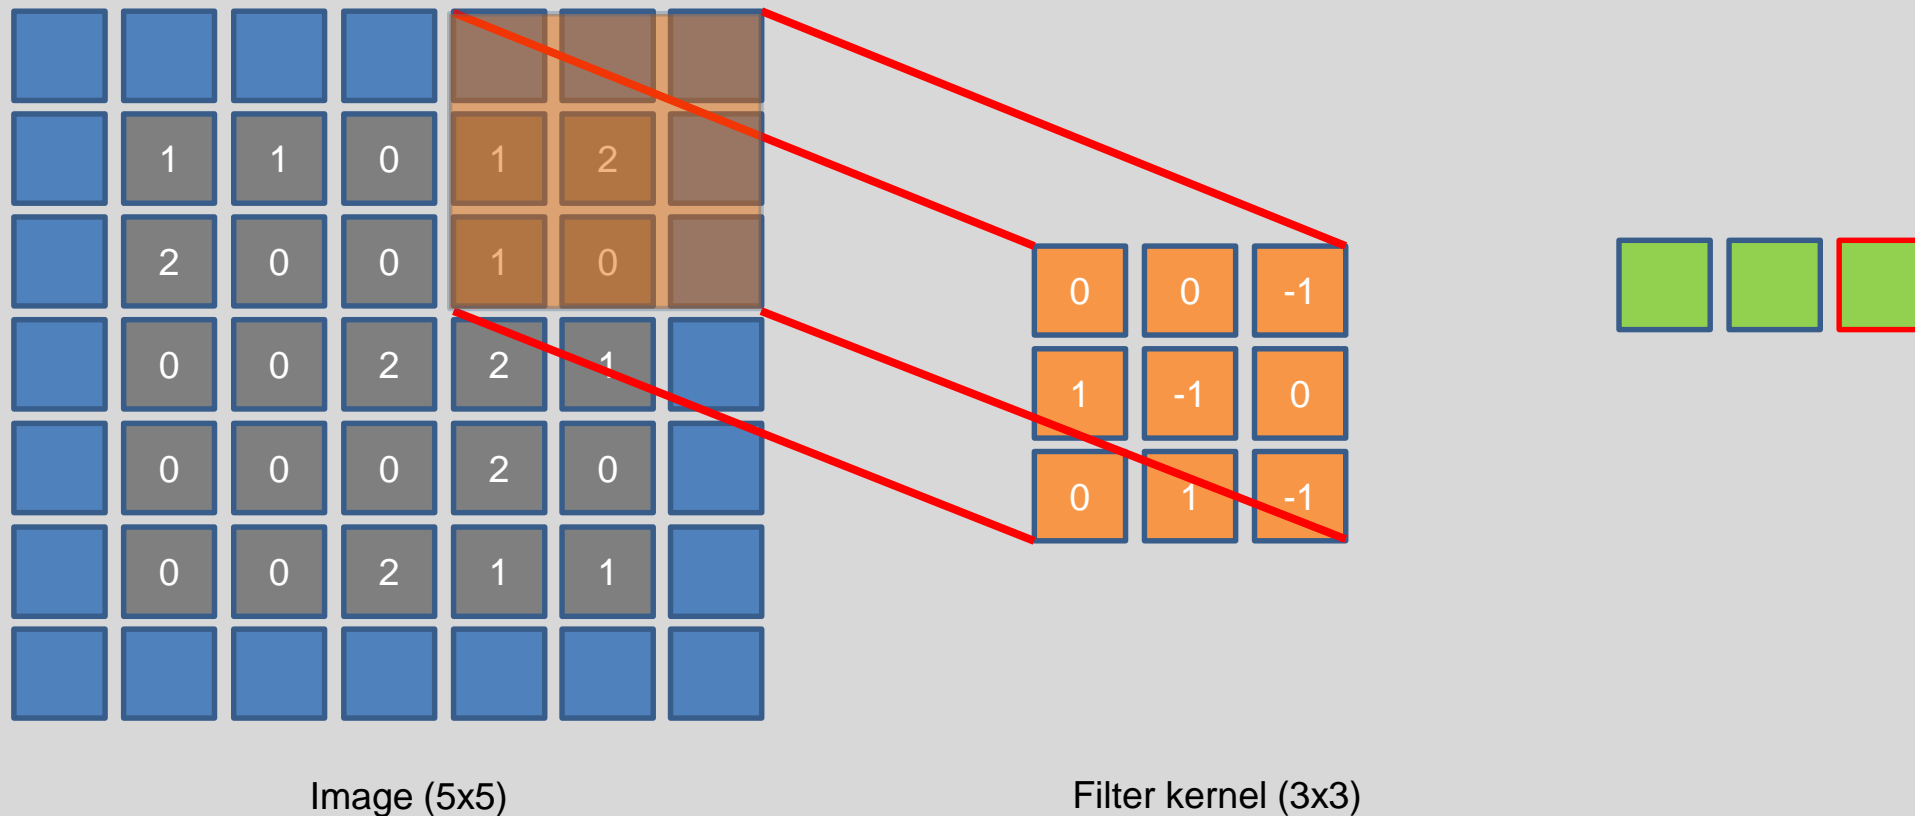 1 1 0 1 2
2 0 0 1 0
0 0 -1
0 0 2 2 1
1 -1 0
0 0 0 2 0
0 1 -1
0 0 2 1 1
Image (5x5)
Filter kernel (3x3)